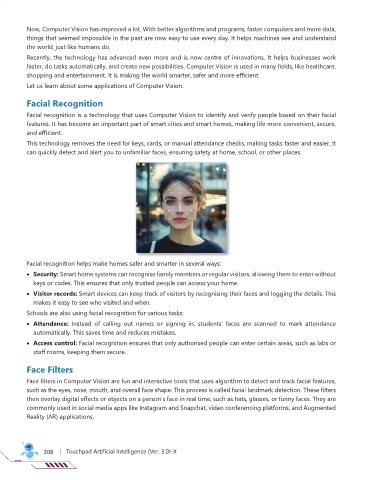 Now, Computer Vision has improved a lot. With better algorithms and programs, faster computers and more data,
things that seemed impossible in the past are now easy to use every day. It helps machines see and understand
the world, just like humans do.
Recently, the technology has advanced even more and is now centre of innovations. It helps businesses work
faster, do tasks automatically, and create new possibilities. Computer Vision is used in many fields, like healthcare,
shopping and entertainment. It is making the world smarter, safer and more efficient.
Let us learn about some applications of Computer Vision.
Facial Recognition
Facial recognition is a technology that uses Computer Vision to identify and verify people based on their facial
features. It has become an important part of smart cities and smart homes, making life more convenient, secure,
and efficient.
This technology removes the need for keys, cards, or manual attendance checks, making tasks faster and easier. It
can quickly detect and alert you to unfamiliar faces, ensuring safety at home, school, or other places.
Facial recognition helps make homes safer and smarter in several ways:
• Security: Smart home systems can recognise family members or regular visitors, allowing them to enter without
keys or codes. This ensures that only trusted people can access your home.
• Visitor records: Smart devices can keep track of visitors by recognising their faces and logging the details. This
makes it easy to see who visited and when.
Schools are also using facial recognition for various tasks:
• Attendance: Instead of calling out names or signing in, students' faces are scanned to mark attendance
automatically. This saves time and reduces mistakes.
• Access control: Facial recognition ensures that only authorised people can enter certain areas, such as labs or
staff rooms, keeping them secure.
Face Filters
Face filters in Computer Vision are fun and interactive tools that uses algorithm to detect and track facial features,
such as the eyes, nose, mouth, and overall face shape. This process is called facial landmark detection. These filters
then overlay digital effects or objects on a person's face in real time, such as hats, glasses, or funny faces. They are
commonly used in social media apps like Instagram and Snapchat, video conferencing platforms, and Augmented
Reality (AR) applications.
308 | Touchpad Artificial Intelligence (Ver. 3.0)-X